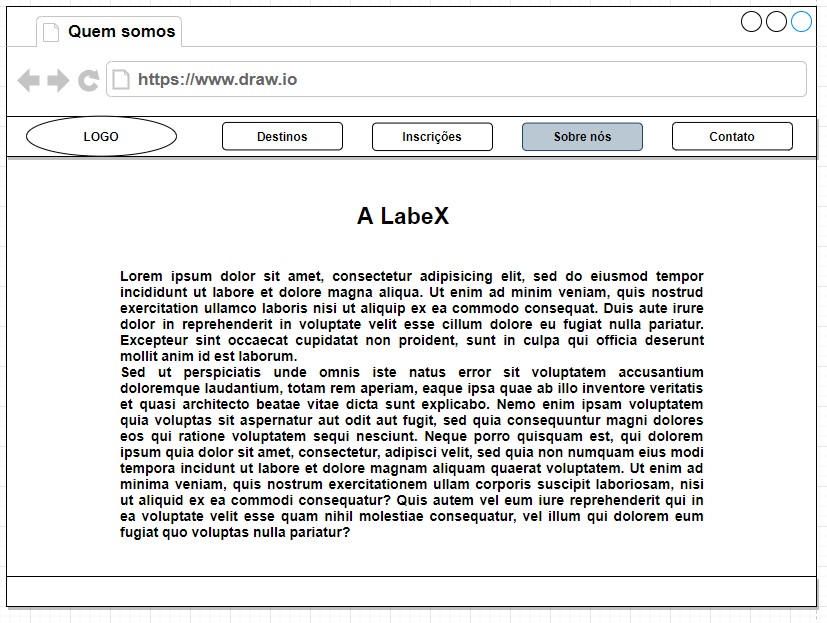 Quem somos
https://www.draw.io
LOGO
Destinos
Inscrições
Sobre nós
Contato
A LabeX
Lorem ipsum dolor sit amet, consectetur adipisicing elit, sed do eiusmod tempor
incididunt ut labore et dolore magna aliqua. Ut enim ad minim veniam, quis nostrud
exercitation ullamco laboris nisi ut aliquip ex ea commodo consequat. Duis aute irure
dolor in reprehenderit in voluptate velit esse cillum dolore eu fugiat nulla pariatur.
Excepteur sint occaecat cupidatat non proident, sunt in culpa qui officia deserunt
mollit anim id est laborum.
Sed ut perspiciatis unde omnis iste natus error sit voluptatem accusantium
doloremque laudantium, totam rem aperiam, eaque ipsa quae ab illo inventore veritatis
et quasi architecto beatae vitae dicta sunt explicabo. Nemo enim ipsam voluptatem
quia voluptas sit aspernatur aut odit aut fugit, sed quia consequuntur magni dolores
eos qui ratione voluptatem sequi nesciunt. Neque porro quisquam est, qui dolorem
ipsum quia dolor sit amet, consectetur, adipisci velit, sed quia non numquam eius modi
tempora incidunt ut labore et dolore magnam aliquam quaerat voluptatem. Ut enim ad
minima veniam, quis nostrum exercitationem ullam corporis suscipit laboriosam, nisi
ut aliquid ex ea commodi consequatur? Quis autem vel eum iure reprehenderit qui in
ea voluptate velit esse quam nihil molestiae consequatur, vel illum qui dolorem eum
fugiat quo voluptas nulla pariatur?